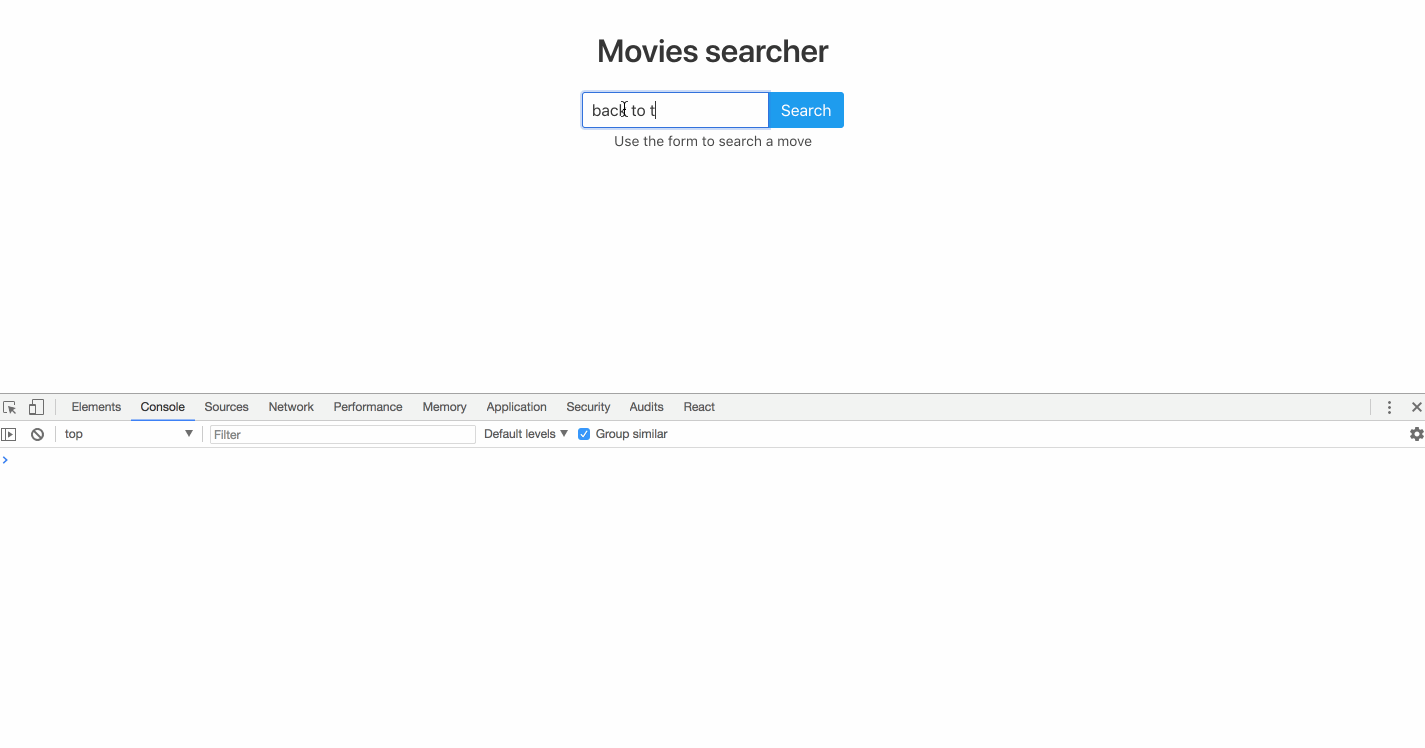 Movies searcher
back to t Search
Use the form to search a move
Elements Console Sources Network Performance Memory Application Security Audits React
top Filter Default levels Group similar